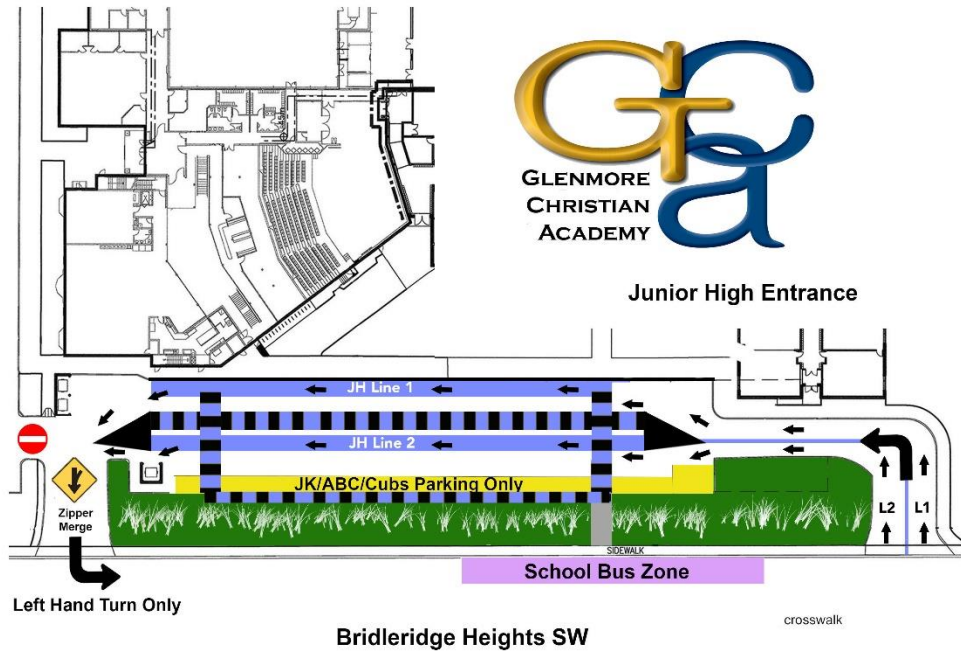 GCa
GLENMORE
CHRISTIAN
ACADEMY
Junior High Entrance
JH Line 1
JH Line 2
JK/ABC/Cubs Parking Only
L2
L1
Zipper
Merge
SIDEWALK
School Bus Zone
Left Hand Turn Only
crosswalk
Bridleridge Heights SW